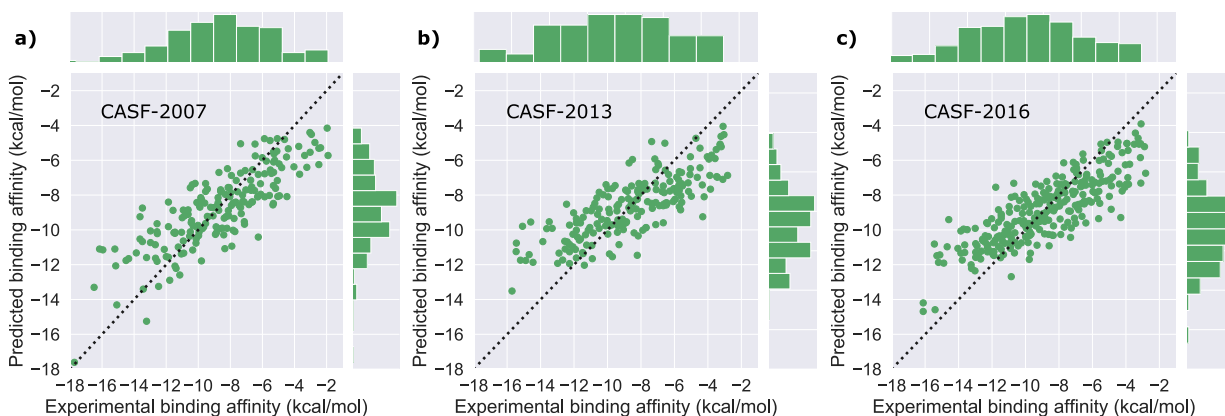 a)
CASF-2007
Predicted binding affinity (kcal/mol)
−2
−4
−6
−8
−10
−12
−14
−16
−18
−18 −16 −14 −12 −10 −8 −6 −4 −2
Experimental binding affinity (kcal/mol)
b)
CASF-2013
Predicted binding affinity (kcal/mol)
−2
−4
−6
−8
−10
−12
−14
−16
−18
−18 −16 −14 −12 −10 −8 −6 −4 −2
Experimental binding affinity (kcal/mol)
c)
CASF-2016
Predicted binding affinity (kcal/mol)
−2
−4
−6
−8
−10
−12
−14
−16
−18
−18 −16 −14 −12 −10 −8 −6 −4 −2
Experimental binding affinity (kcal/mol)